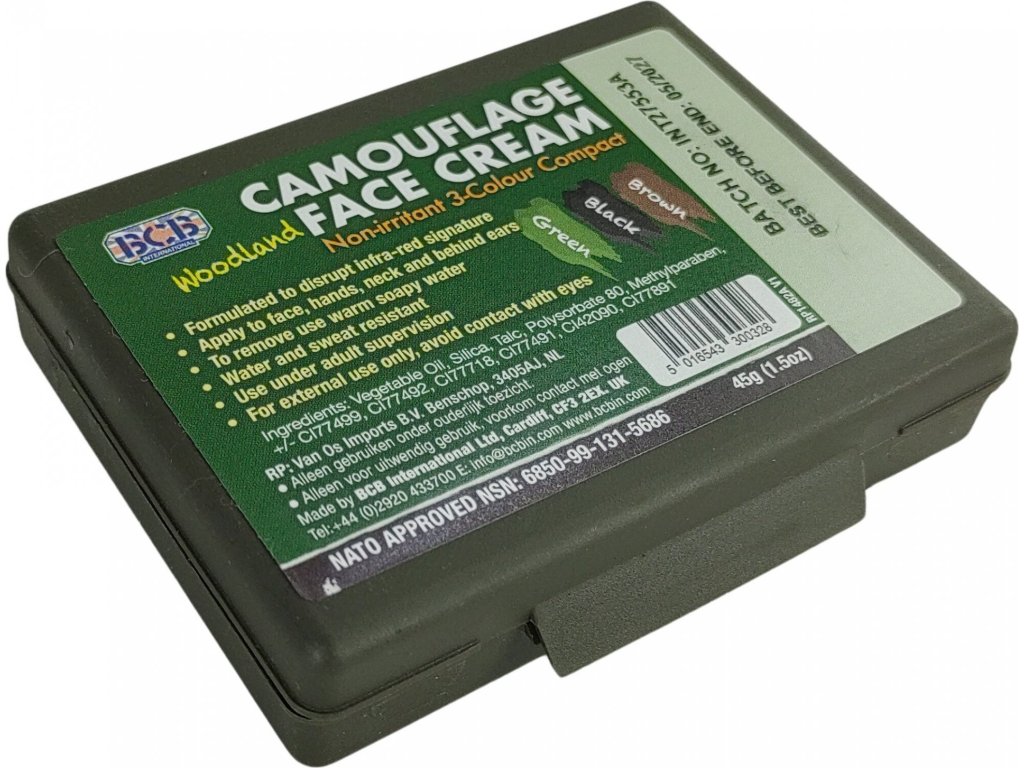 BCB
INTERNATIONAL
Woodland
CAMOUFLAGE
FACE CREAM
Non-irritant 3-Colour Compact
Green
Black
Brown
• Formulated to disrupt infra-red signature
• Apply to face, hands, neck and behind ears
• To remove use warm soapy water
• Water and sweat resistant
• Use under adult supervision
• For external use only, avoid contact with eyes
Ingredients: Vegetable Oil, Silica, Talc, Polysorbate 80, Methylparaben,
+/- CI77499, CI77492, CI77718, CI77491, CI42090, CI77891
RP: Van Os Imports B.V. Benschop, 3405AJ, NL
• Alleen gebruiken onder ouderlijk bezicht.
• Alleen voor uitwendig gebruik, voorkom contact met ogen
Made by BCB International Ltd, Cardiff, CF3 2EX. UK
Tel:+44 (0)2920 433700 E: info@bcbin.com www.bcbin.com
NATO APPROVED NSN: 6850-99-131-5686
45g (1.5oz)
5 016543 300328
RP1482A V1
BATCH NO: INT27553A
BEST BEFORE END: 05/2027